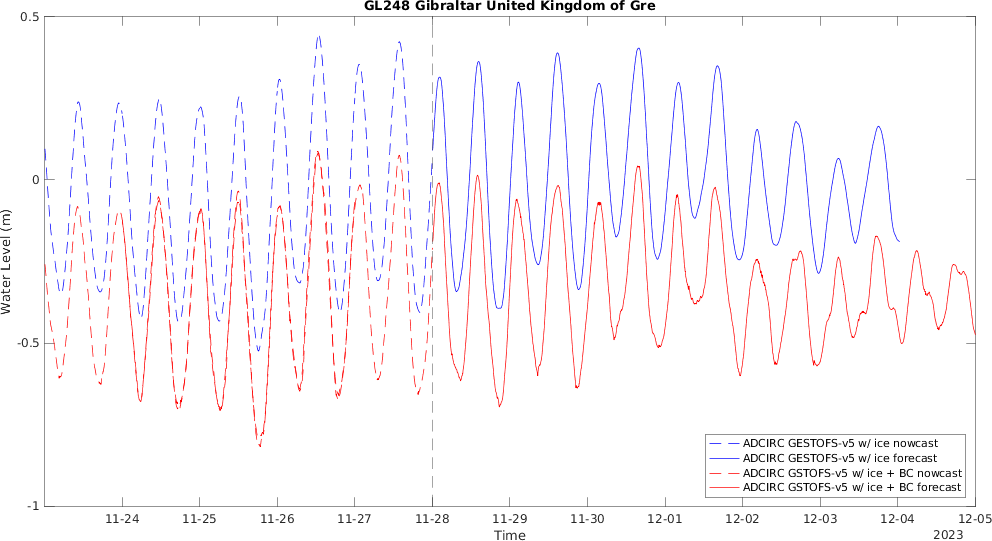 GL248 Gibraltar United Kingdom of Gre
0.5
0
-0.5
-1
Water Level (m)
11-24 11-25 11-26 11-27 11-28 11-29 11-30 12-01 12-02 12-03 12-04 12-05
Time
2023
ADCIRC GESTOFS-v5 w/ ice nowcast
ADCIRC GESTOFS-v5 w/ ice forecast
ADCIRC GSTOFS-v5 w/ ice + BC nowcast
ADCIRC GSTOFS-v5 w/ ice + BC forecast